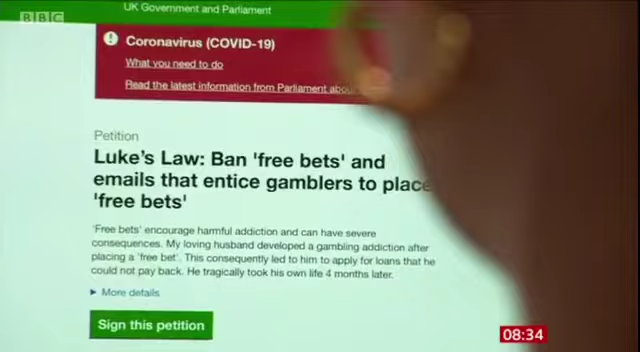 BBC
UK Government and Parliament
Coronavirus (COVID-19)
What you need to do
Read the latest information from Parliament
Petition
Luke's Law: Ban 'free bets' and
emails that entice gamblers to place
'free bets'
'Free bets' encourage harmful addiction and can have severe
consequences. My loving husband developed a gambling addiction after
placing a 'free bet'. This consequently led to him to apply for loans that he
could not pay back. He tragically took his own life 4 months later.
More details
Sign this petition
08:34